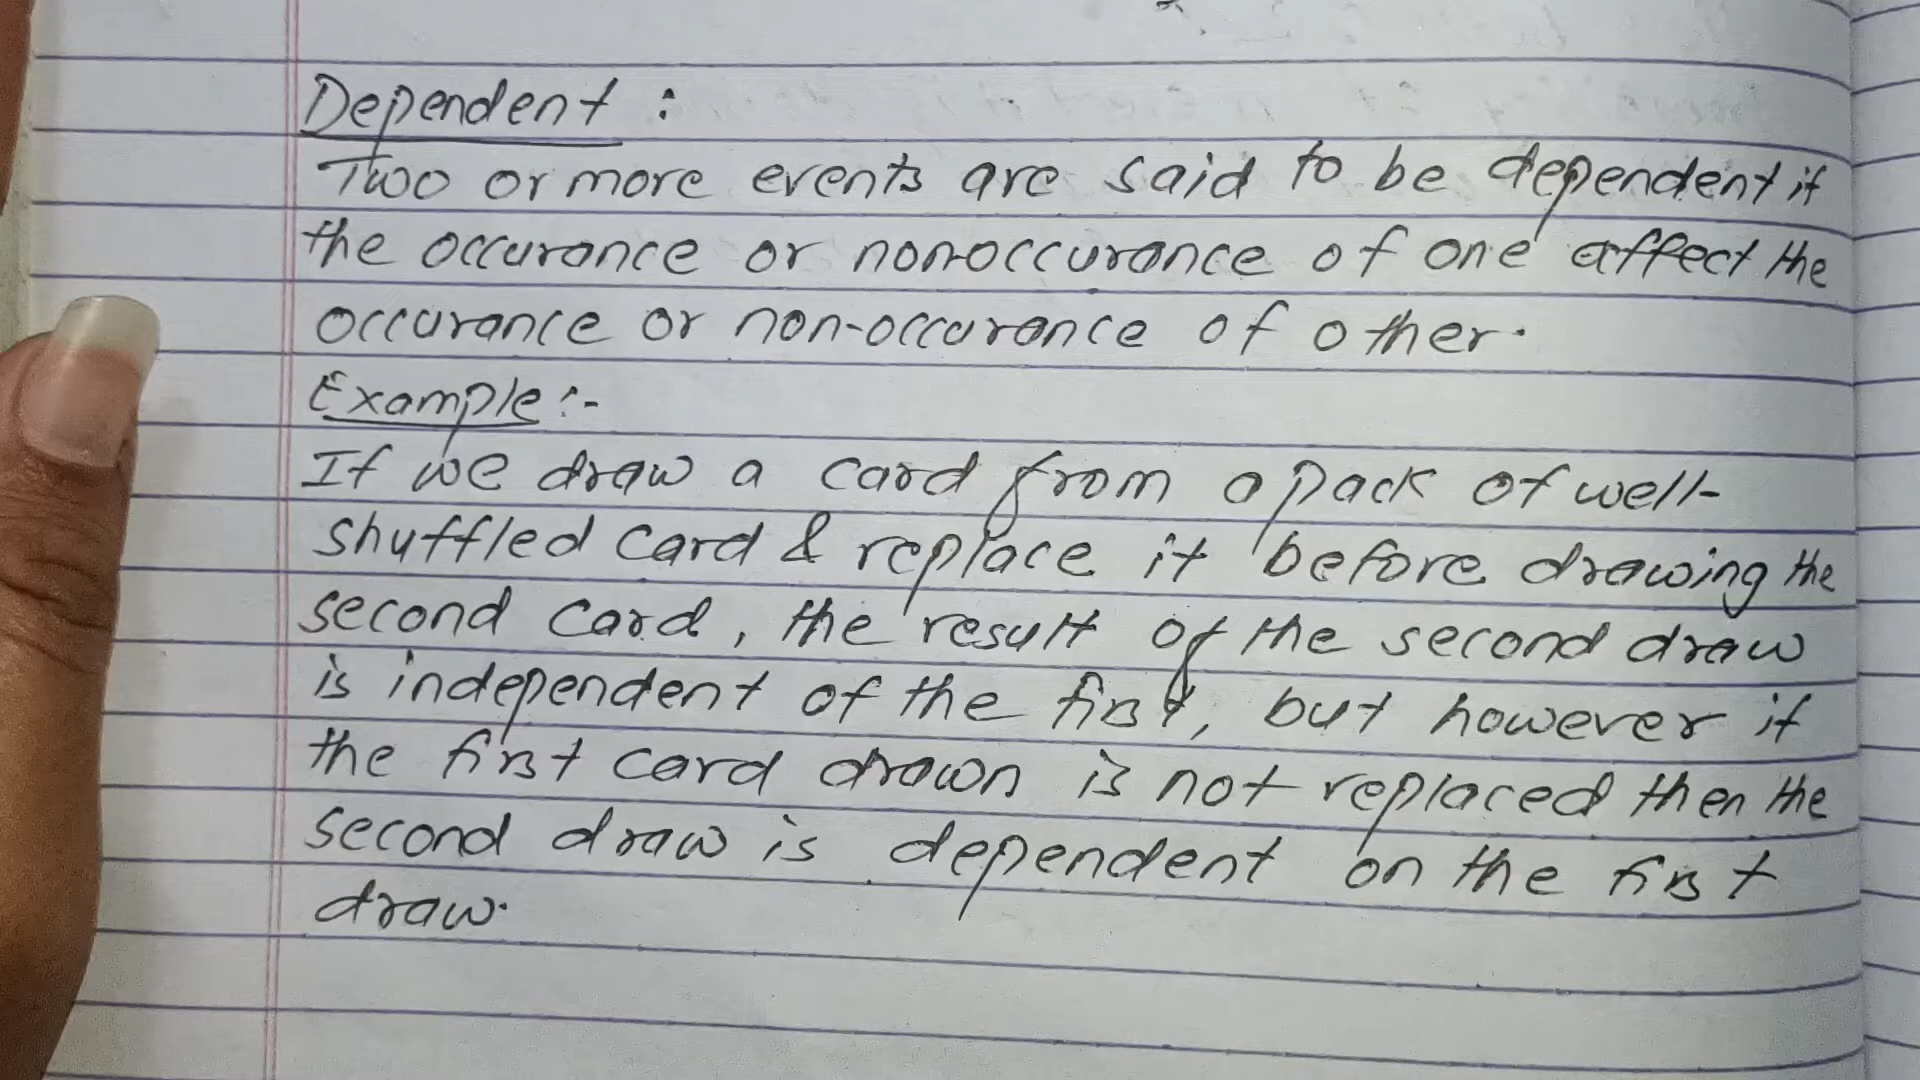 Dependent :
Two or more events are said to be dependent if
the occurance or nonoccurance of one affect the
occurance or non-occurance of other.
Example :-
If we draw a card from a pack of well-
shuffled card & replace it before drawing the
second card, the result of the second draw
is independent of the first, but however if
the first card drawn is not replaced then the
second draw is dependent on the first
draw.